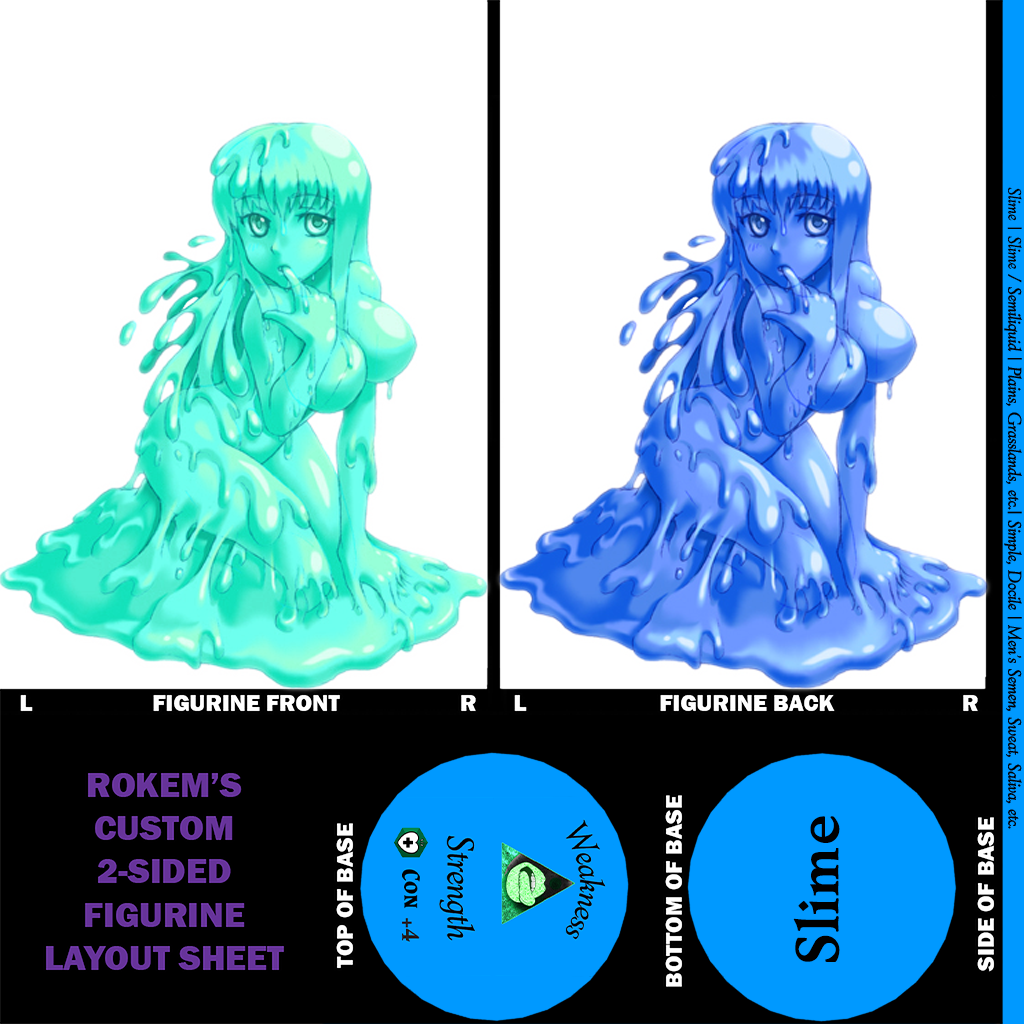 L
FIGURINE FRONT
R
L
FIGURINE BACK
R
ROKEM'S
CUSTOM
2-SIDED
FIGURINE
LAYOUT SHEET
TOP OF BASE
Weakness
Strength
CON +4
BOTTOM OF BASE
Slime
SIDE OF BASE
Slime | Slime / Semiliquid | Plains, Grasslands, etc.| Simple, Docile | Men's Semen, Sweat, Saliva, etc.